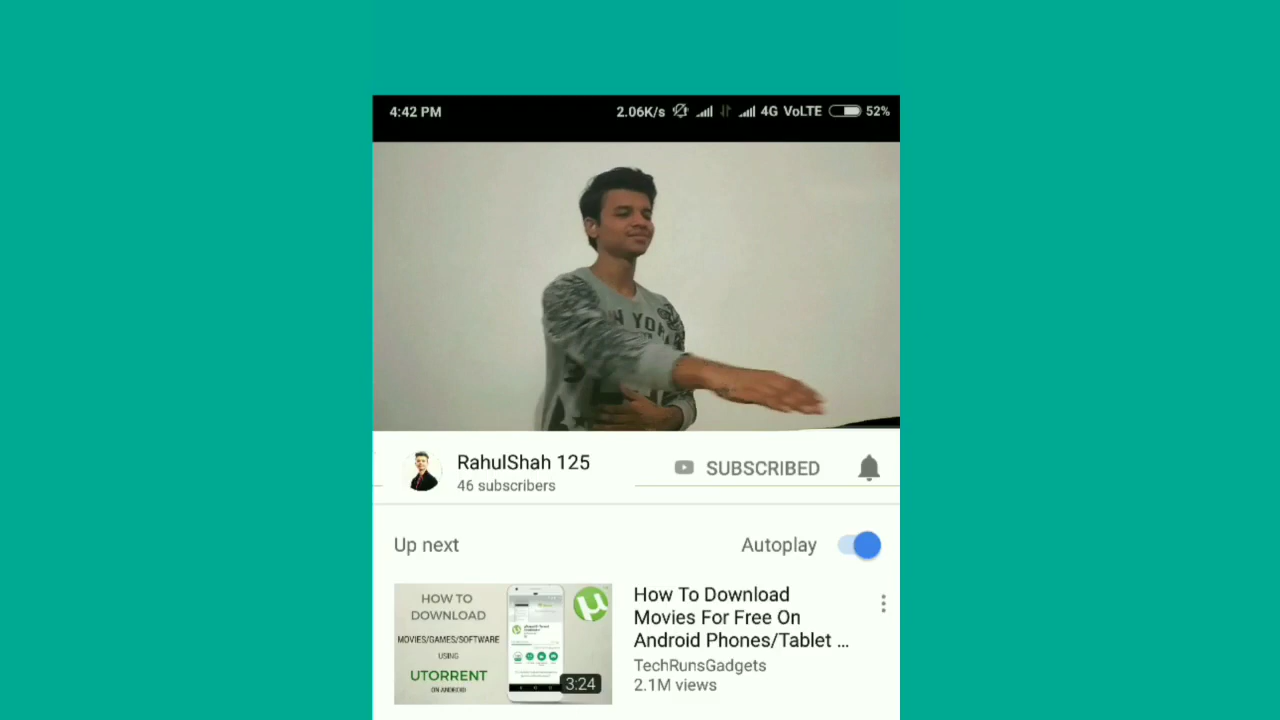 4:42 PM 2.06K/s 4G VoLTE 52%
RahulShah 125
46 subscribers
SUBSCRIBED
Up next
Autoplay
HOW TO
DOWNLOAD
MOVIES/GAMES/SOFTWARE
USING
UTORRENT
ON ANDROID
3:24
How To Download
Movies For Free On
Android Phones/Tablet ...
TechRunsGadgets
2.1M views